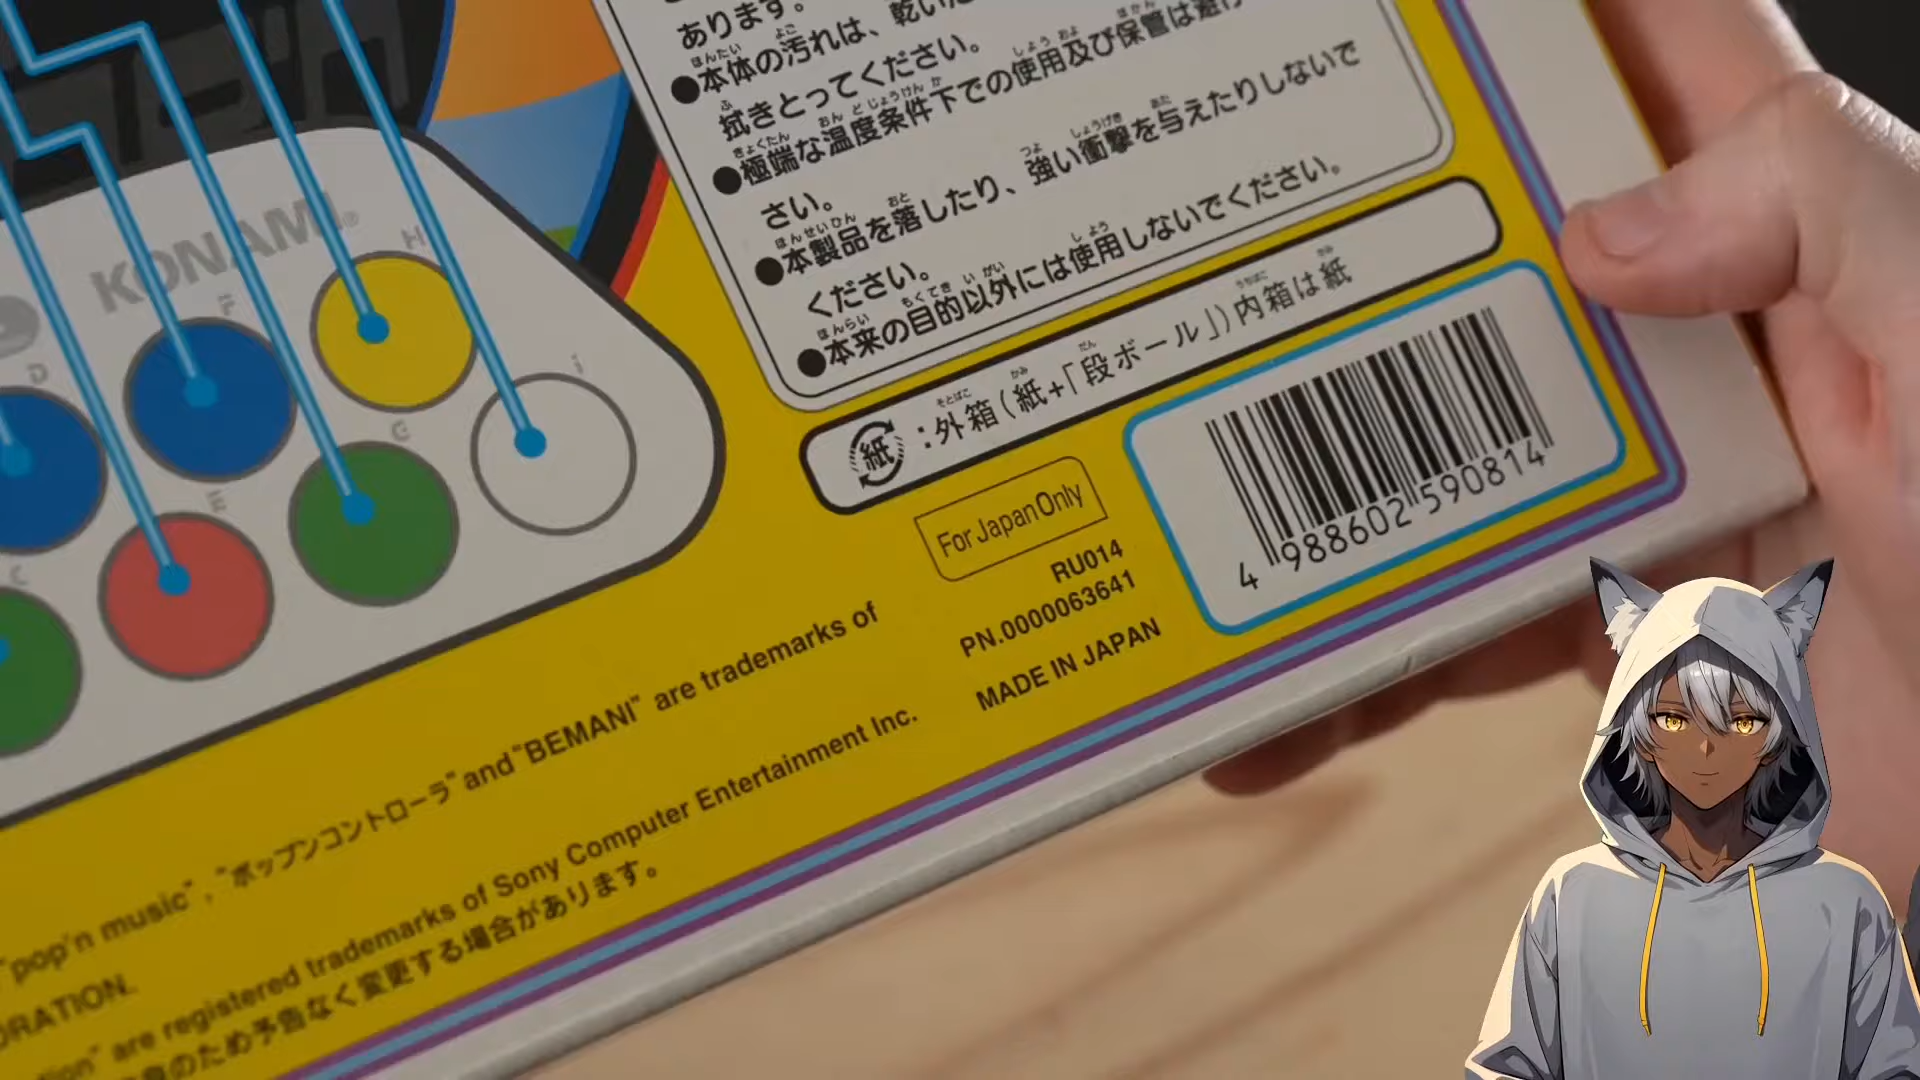 あります。
●本体の汚れは、乾いた
拭きとってください。
●極端な温度条件下での使用及び保管は避け
さい。
●本製品を落したり、強い衝撃を与えたりしないで
ください。
●本来の目的以外には使用しないでください。
紙:外箱(紙+「段ボール」)内箱は紙
KONAMI®
H
i
F
D
G
E
C
For Japan Only
RU014
PN.0000063641
MADE IN JAPAN
4 988602 590814
"pop'n music", "ポップンコントローラ" and "BEMANI" are trademarks of
ORATION.
tion" are registered trademarks of Sony Computer Entertainment Inc.
のため予告なく変更する場合があります。